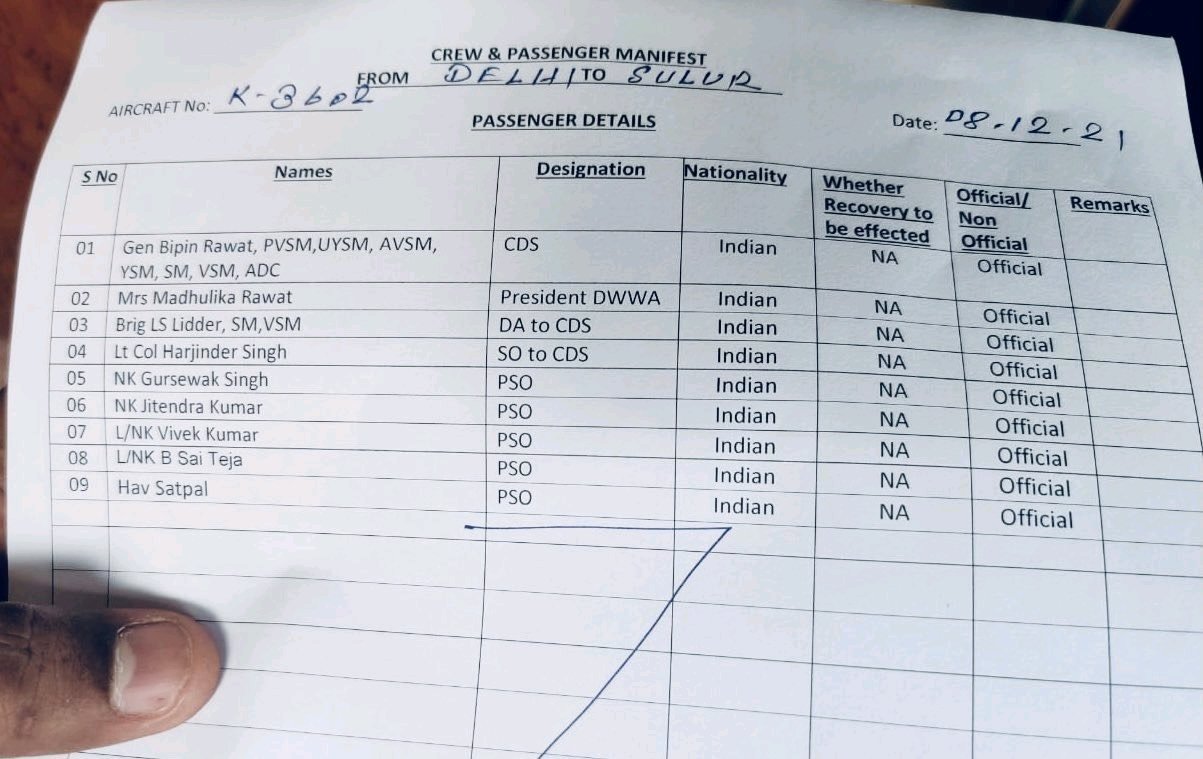 CREW & PASSENGER MANIFEST
FROM DELHI TO SULUR
AIRCRAFT No: K-3602
PASSENGER DETAILS
Date: 08-12-21
S No Names Designation Nationality Whether Recovery to be effected Official/ Non Official Remarks
01 Gen Bipin Rawat, PVSM,UYSM, AVSM, CDS Indian NA Official
YSM, SM, VSM, ADC
02 Mrs Madhulika Rawat President DWWA Indian NA Official
03 Brig LS Lidder, SM,VSM DA to CDS Indian NA Official
04 Lt Col Harjinder Singh SO to CDS Indian NA Official
05 NK Gursewak Singh PSO Indian NA Official
06 NK Jitendra Kumar PSO Indian NA Official
07 L/NK Vivek Kumar PSO Indian NA Official
08 L/NK B Sai Teja PSO Indian NA Official
09 Hav Satpal PSO Indian NA Official